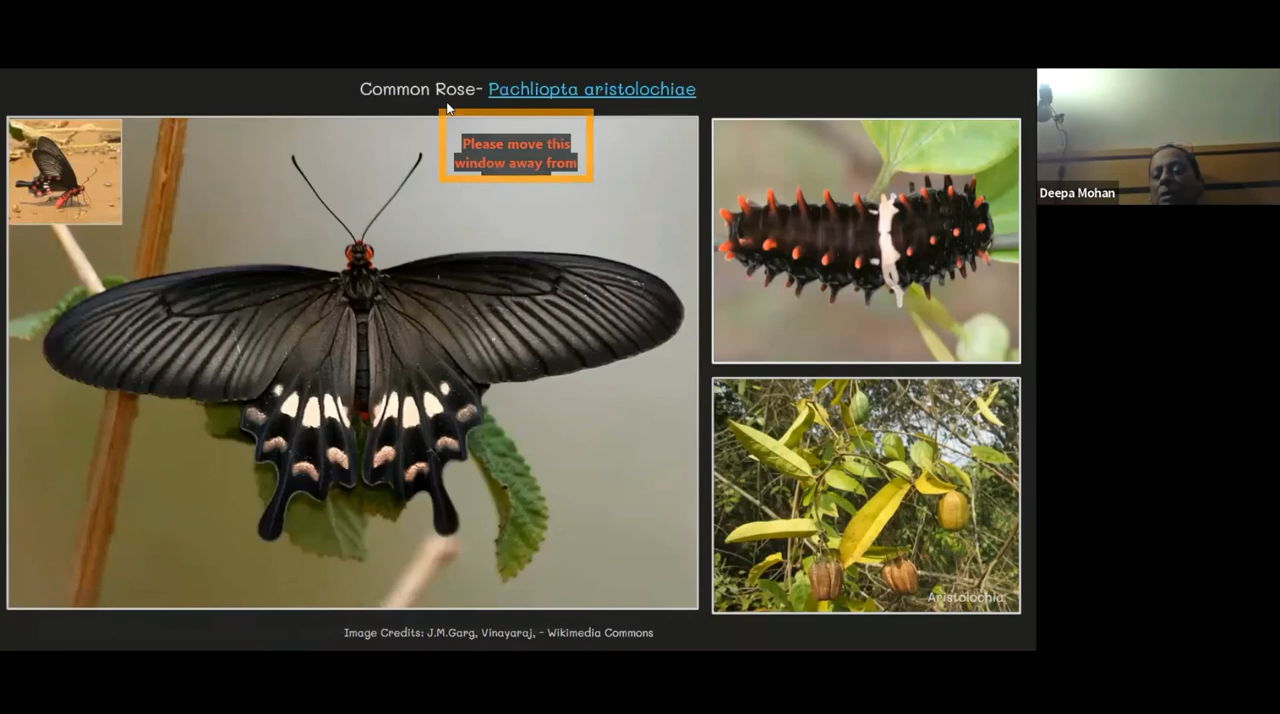 Common Rose- Pachliopta aristolochiae
Please move this
window away from
Deepa Mohan
Aristolochia
Image Credits: J.M.Garg, Vinayaraj, - Wikimedia Commons